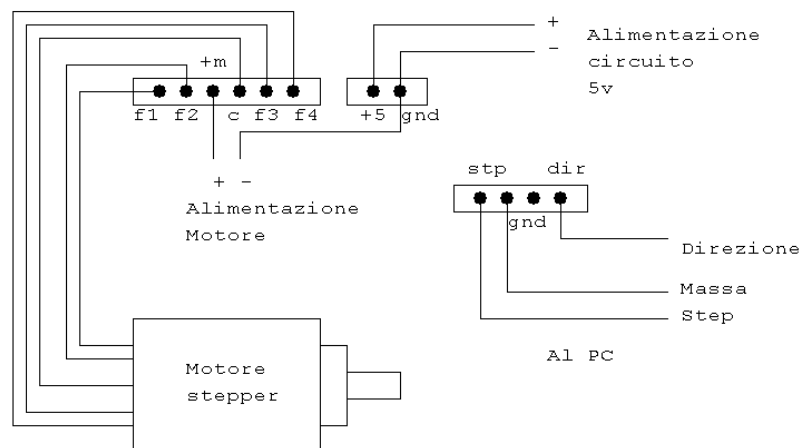 +
-
Alimentazione
circuito
5v
+m
f1 f2 c f3 f4
+5 gnd
+ -
Alimentazione
Motore
stp dir
gnd
Direzione
Massa
Step
Al PC
Motore
stepper